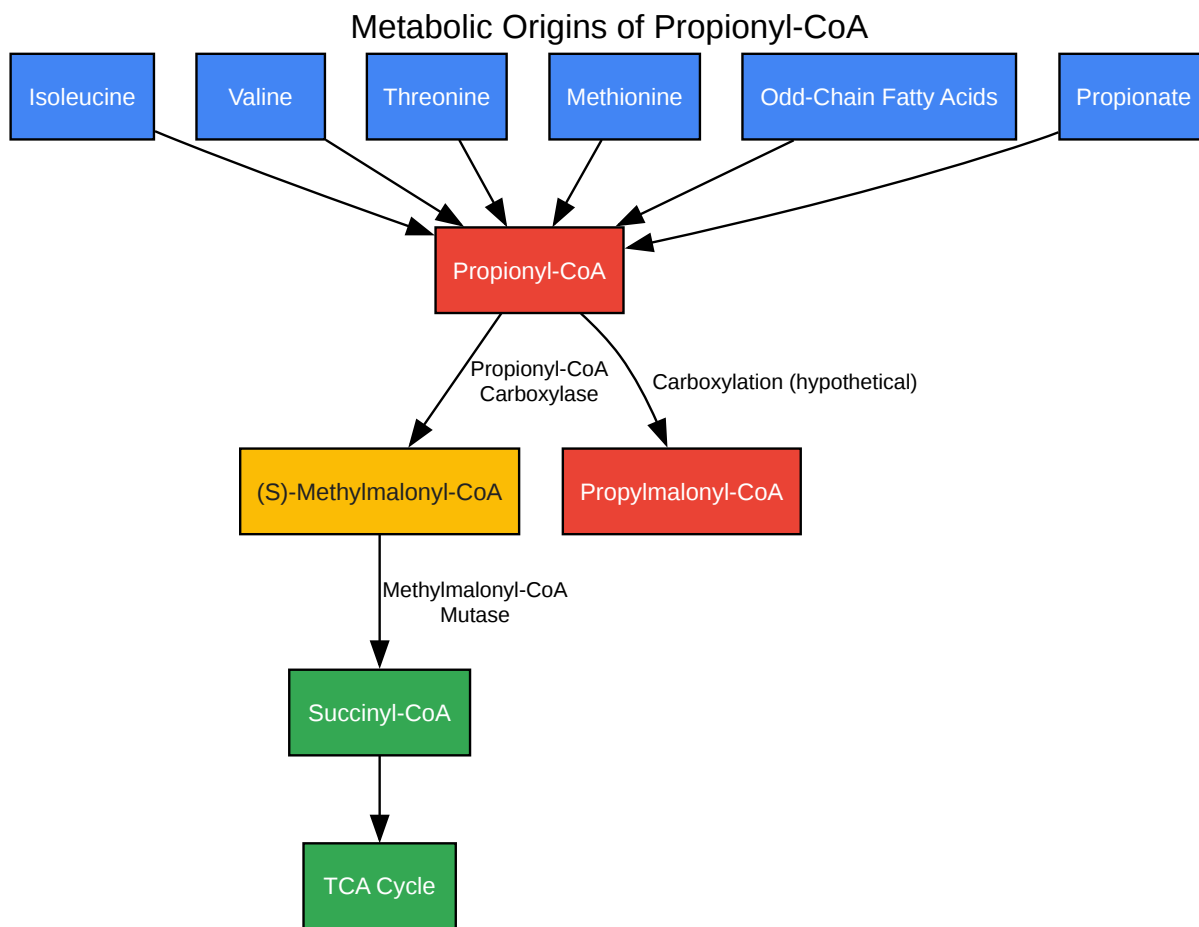 Metabolic Origins of Propionyl-CoA
Isoleucine
Valine
Threonine
Methionine
Odd-Chain Fatty Acids
Propionate
Propionyl-CoA
Propionyl-CoA
Carboxylase
Carboxylation (hypothetical)
(S)-Methylmalonyl-CoA
Propylmalonyl-CoA
Methylmalonyl-CoA
Mutase
Succinyl-CoA
TCA Cycle